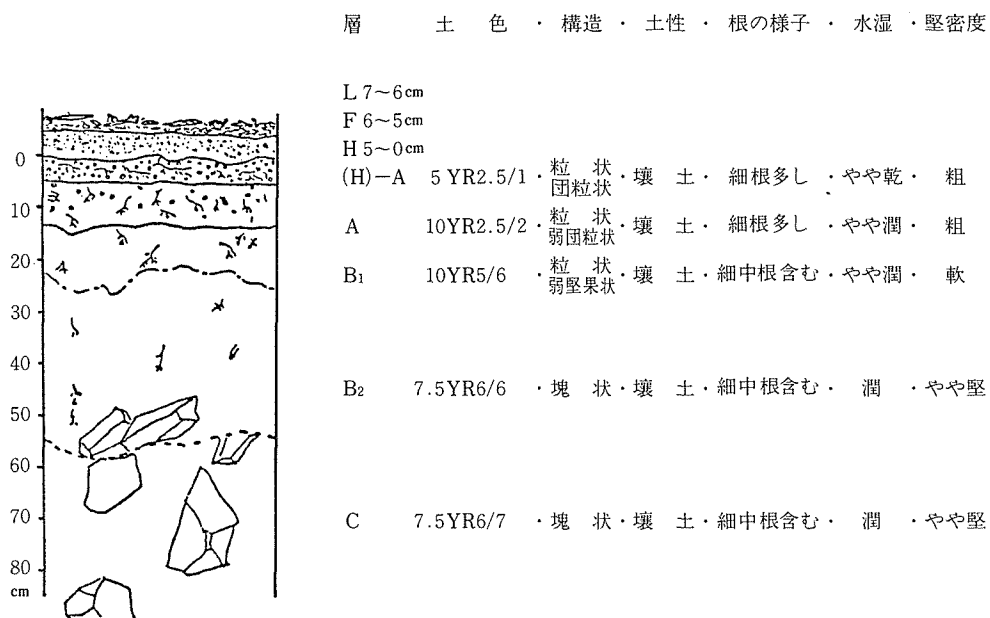 層 土 色 ・ 構造 ・ 土性 ・ 根の様子 ・ 水湿 ・堅密度
L 7~6cm
F 6~5cm
H 5~0cm
(H)-A 5 YR2.5/1 ・ 粒 状 団粒状 ・ 壌 土 ・ 細根多し ・ やや乾 ・ 粗
A 10YR2.5/2 ・ 粒 状 弱団粒状 ・ 壌 土 ・ 細根多し ・ やや潤 ・ 粗
B₁ 10YR5/6 ・ 粒 状 弱堅果状 ・ 壌 土 ・ 細中根含む ・ やや潤 ・ 軟
B₂ 7.5YR6/6 ・ 塊 状 ・ 壌 土 ・ 細中根含む ・ 潤 ・ やや堅
C 7.5YR6/7 ・ 塊 状 ・ 壌 土 ・ 細中根含む ・ 潤 ・ やや堅
0
10
20
30
40
50
60
70
80
cm